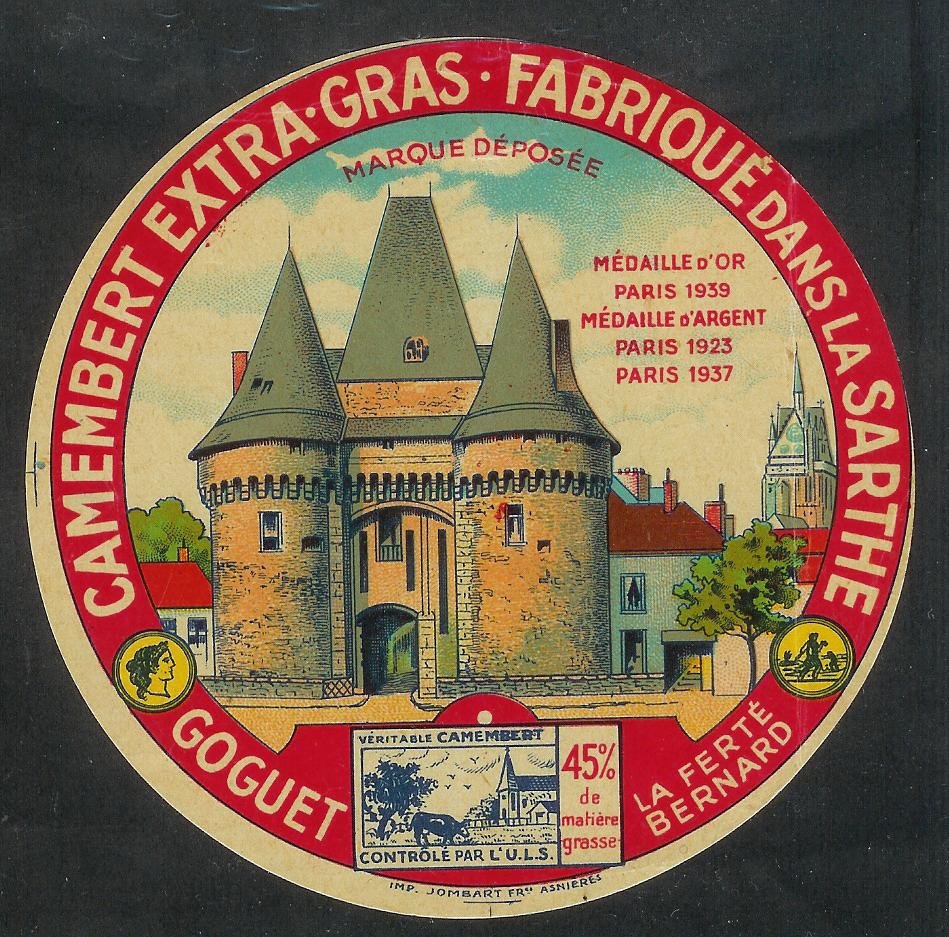 CAMEMBERT EXTRA·GRAS · FABRIQUÉ DANS LA SARTHE
MARQUE DÉPOSÉE
MÉDAILLE d'OR
PARIS 1939
MÉDAILLE d'ARGENT
PARIS 1923
PARIS 1937
GOGUET
VÉRITABLE CAMEMBERT
CONTRÔLÉ PAR L'U.L.S.
45%
de
matière
grasse
LA FERTÉ
BERNARD
IMP. JOMBART FRES ASNIÈRES